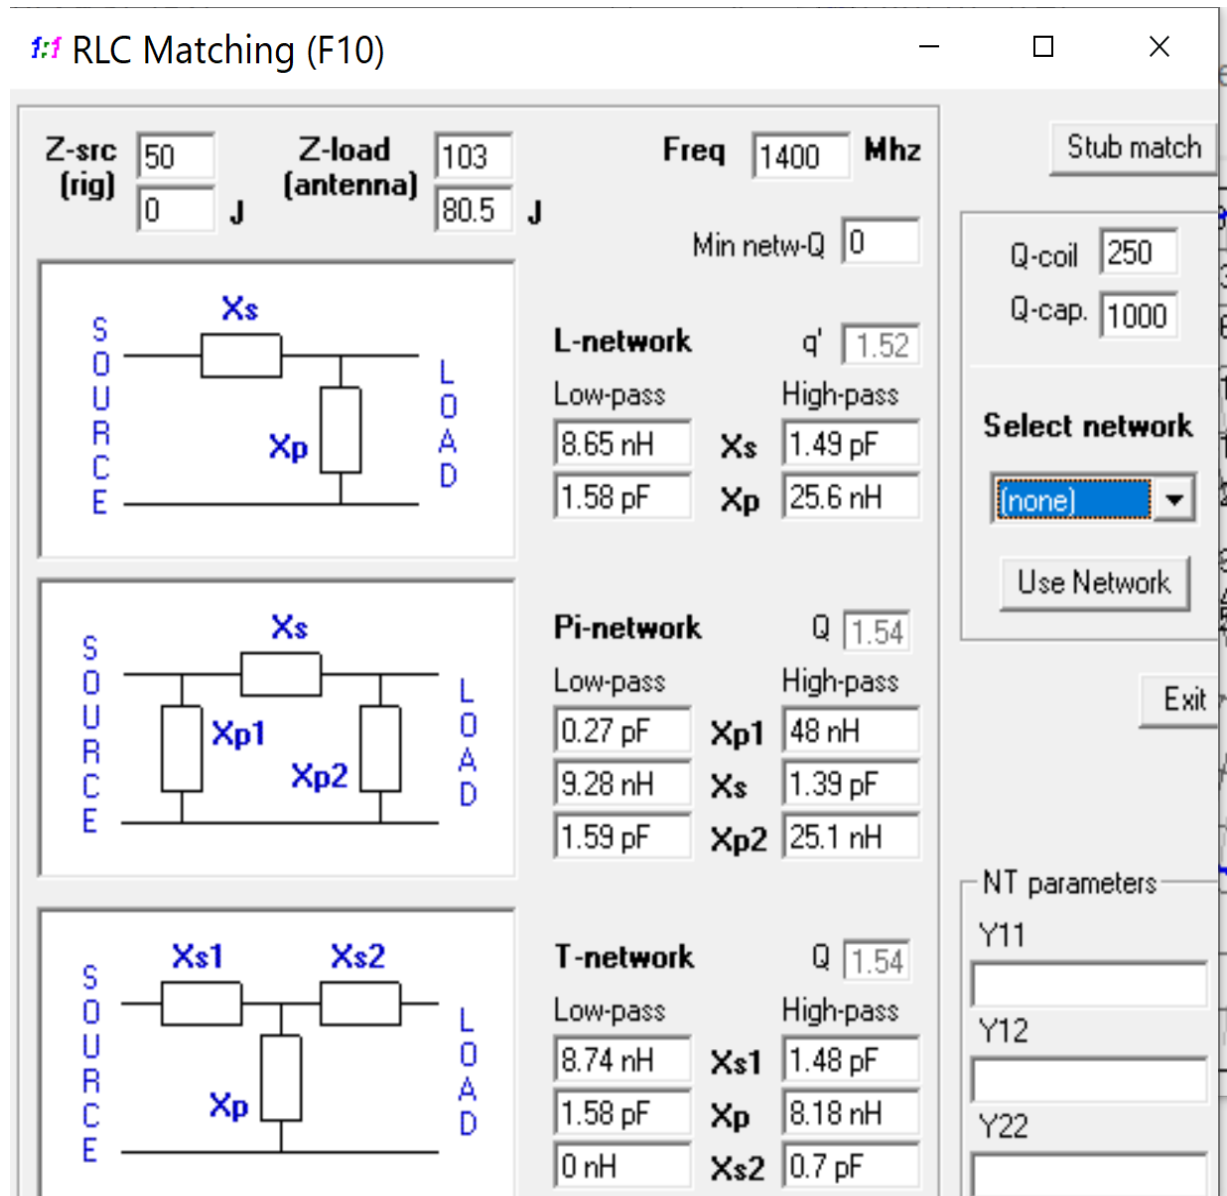 1:1 RLC Matching (F10)
Z-src 50 Z-load 103 Freq 1400 Mhz
(rig) 0 J (antenna) 80.5 J
Stub match
Min netw-Q 0
Q-coil 250
Q-cap. 1000
SOURCE Xs Xp LOAD
L-network q' 1.52
Low-pass High-pass
8.65 nH Xs 1.49 pF
1.58 pF Xp 25.6 nH
Select network
(none)
Use Network
SOURCE Xs Xp1 Xp2 LOAD
Pi-network Q 1.54
Low-pass High-pass
0.27 pF Xp1 48 nH
9.28 nH Xs 1.39 pF
1.59 pF Xp2 25.1 nH
Exit
SOURCE Xs1 Xs2 Xp LOAD
T-network Q 1.54
Low-pass High-pass
8.74 nH Xs1 1.48 pF
1.58 pF Xp 8.18 nH
0 nH Xs2 0.7 pF
NT parameters
Y11
Y12
Y22